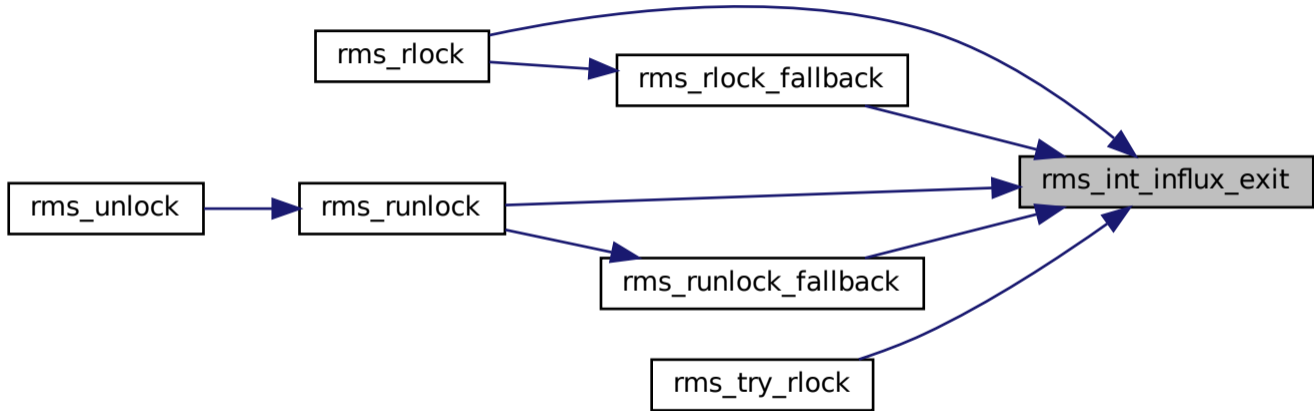 rms_rlock
rms_rlock_fallback
rms_int_influx_exit
rms_unlock
rms_runlock
rms_runlock_fallback
rms_try_rlock